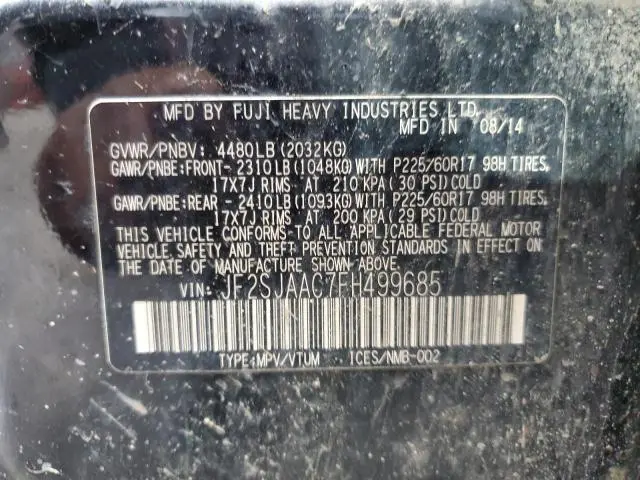 MFD BY FUJI HEAVY INDUSTRIES LTD.
MFD IN 08/14
GVWR/PNBV: 4480LB (2032KG)
GAWR/PNBE:FRONT- 2310LB (1048KG) WITH P225/60R17 98H TIRES,
17X7J RIMS AT 210 KPA (30 PSI) COLD
GAWR/PNBE:REAR - 2410LB (1093KG) WITH P225/60R17 98H TIRES,
17X7J RIMS AT 200 KPA (29 PSI) COLD
THIS VEHICLE CONFORMS TO ALL APPLICABLE FEDERAL MOTOR
VEHICLE SAFETY AND THEFT PREVENTION STANDARDS IN EFFECT ON
THE DATE OF MANUFACTURE SHOWN ABOVE.
VIN: JF2SJAAC7FH499685
TYPE:MPV/VTUM ICES/NMB-002